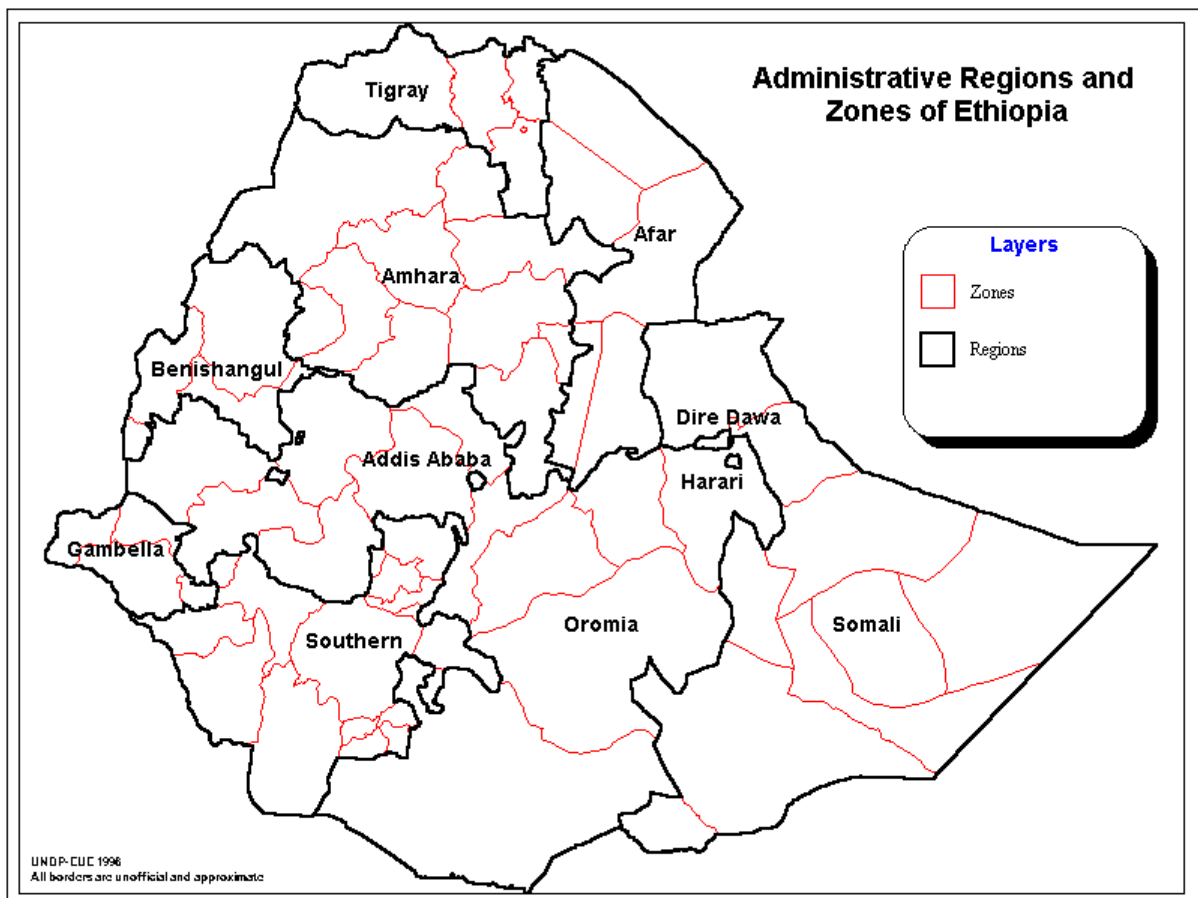 Administrative Regions and
Zones of Ethiopia
Tigray
Afar
Layers
Amhara
Zones
Regions
Benishangul
Dire Dawa
Addis Ababa
Harari
Gambella
Oromia
Somali
Southern
UNDP-EUE 1996
All borders are unofficial and approximate